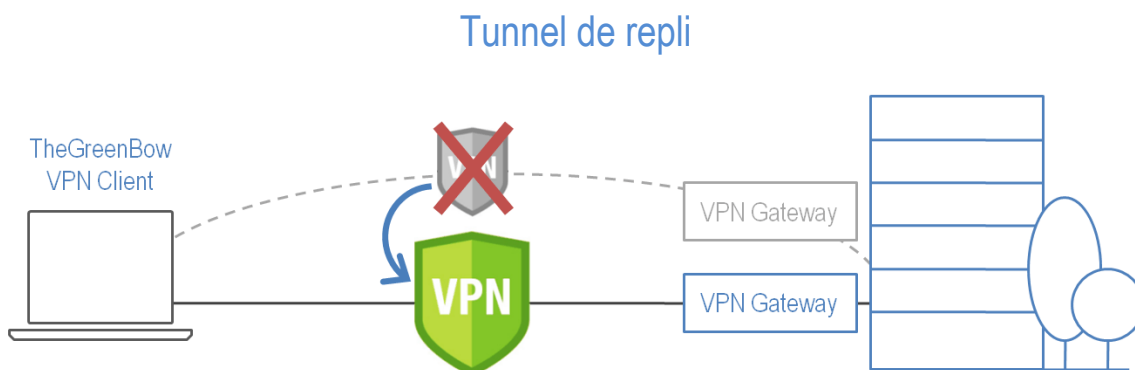 Tunnel de repli
TheGreenBow
VPN Client
VPN
VPN Gateway
VPN
VPN Gateway